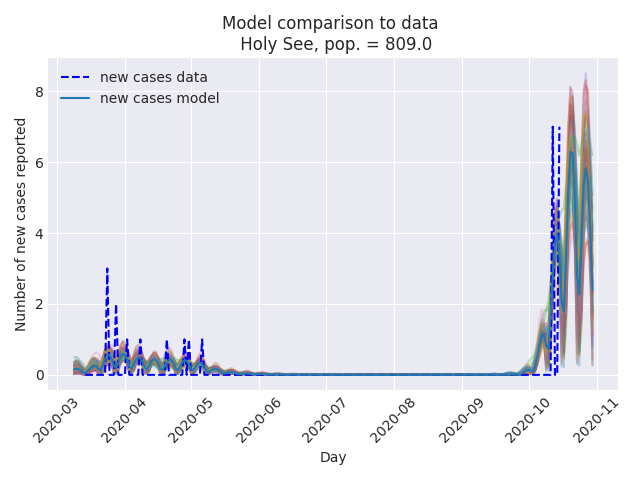 Model comparison to data
Holy See, pop. = 809.0
new cases data
new cases model
Number of new cases reported
8
6
4
2
0
2020-03
2020-04
2020-05
2020-06
2020-07
2020-08
2020-09
2020-10
2020-11
Day